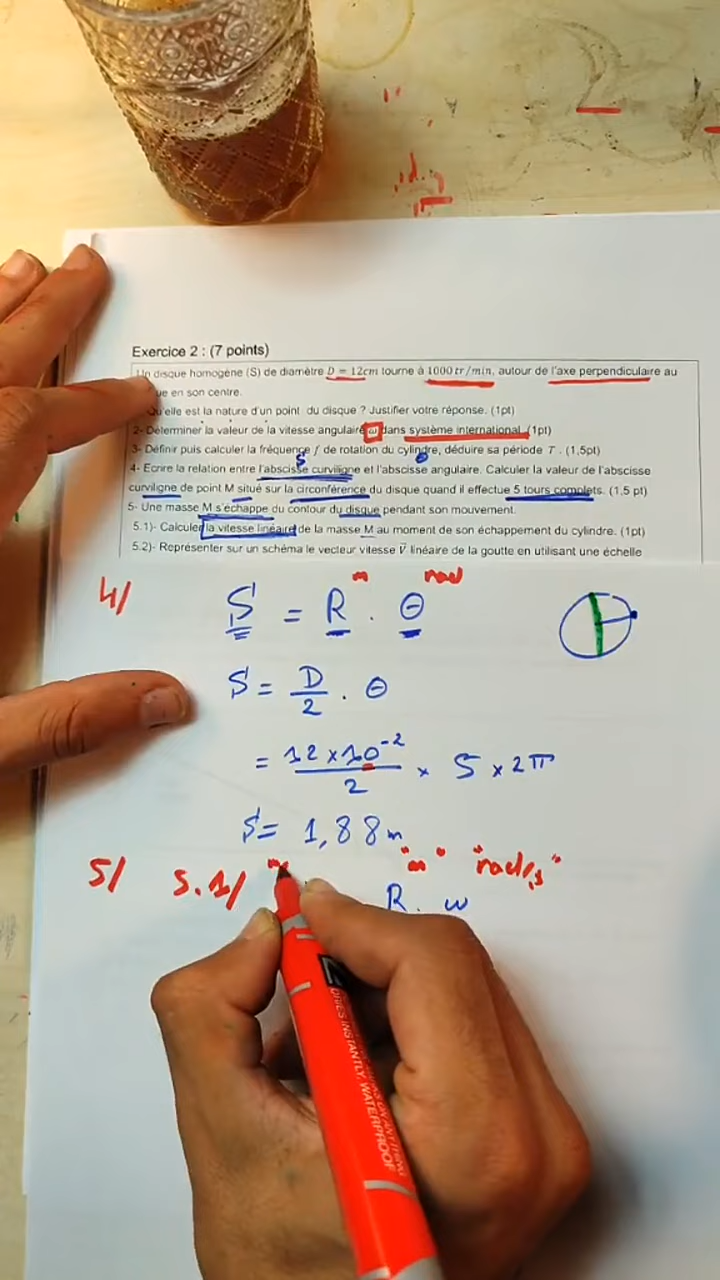 Exercice 2 : (7 points)
Un disque homogène (S) de diamètre D = 12cm tourne à 1000 tr/min, autour de l'axe perpendiculaire au
ue en son centre.
Qu'elle est la nature d'un point du disque ? Justifier votre réponse. (1pt)
2- Déterminer la valeur de la vitesse angulaire ω dans système international. (1pt)
3- Définir puis calculer la fréquence f de rotation du cylindre, déduire sa période T . (1,5pt)
4- Ecrire la relation entre l'abscisse curviligne et l'abscisse angulaire. Calculer la valeur de l'abscisse
curviligne de point M situé sur la circonférence du disque quand il effectue 5 tours complets. (1,5 pt)
5- Une masse M s'échappe du contour du disque pendant son mouvement.
5.1)- Calculer la vitesse linéaire de la masse M au moment de son échappement du cylindre. (1pt)
5.2)- Représenter sur un schéma le vecteur vitesse V⃗ linéaire de la goutte en utilisant une échelle
m rad
4/ S = R . θ
S = D/2 . θ
= 12 × 10⁻²/2 × 5 × 2π
S = 1,88 m
"m" "rad/s"
5/ 5.1/ R . ω
DRIES INSTANTLY, WATERPROOF